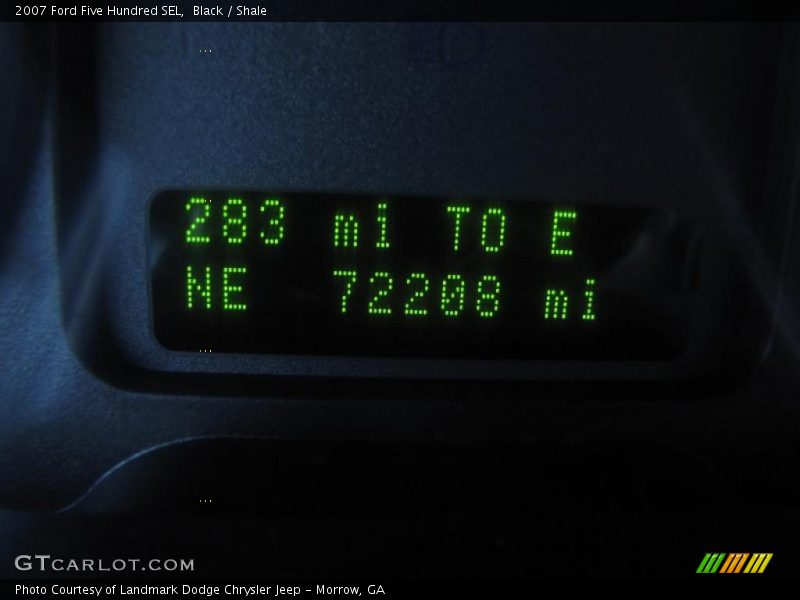 2007 Ford Five Hundred SEL,  Black / Shale
283 mi TO E
NE 72208 mi
GTCARLOT.COM
Photo Courtesy of Landmark Dodge Chrysler Jeep - Morrow, GA